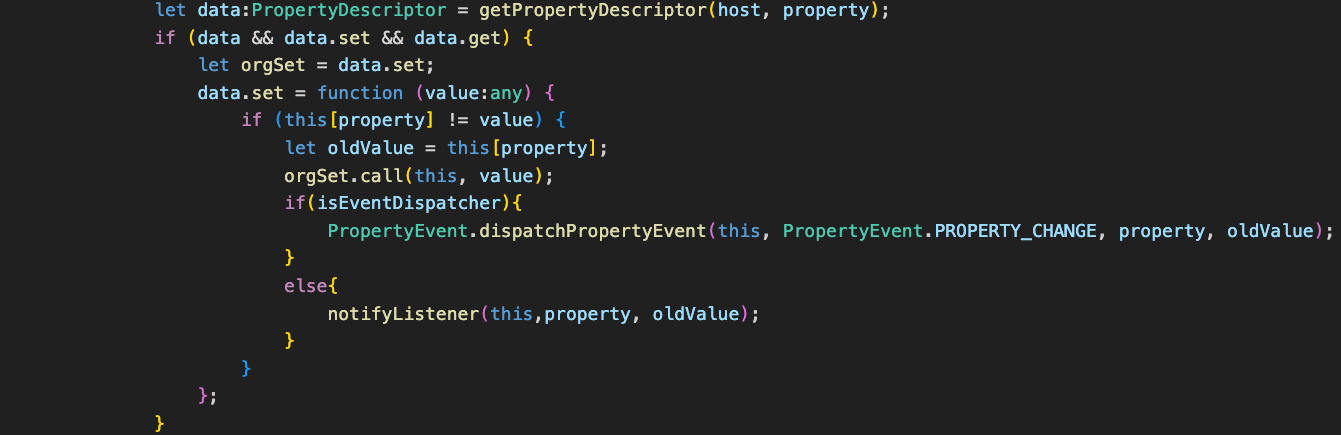 let data:PropertyDescriptor = getPropertyDescriptor(host, property);
if (data && data.set && data.get) {
    let orgSet = data.set;
    data.set = function (value:any) {
        if (this[property] != value) {
            let oldValue = this[property];
            orgSet.call(this, value);
            if(isEventDispatcher){
                PropertyEvent.dispatchPropertyEvent(this, PropertyEvent.PROPERTY_CHANGE, property, oldValue);
            }
            else{
                notifyListener(this,property, oldValue);
            }
        }
    };
}